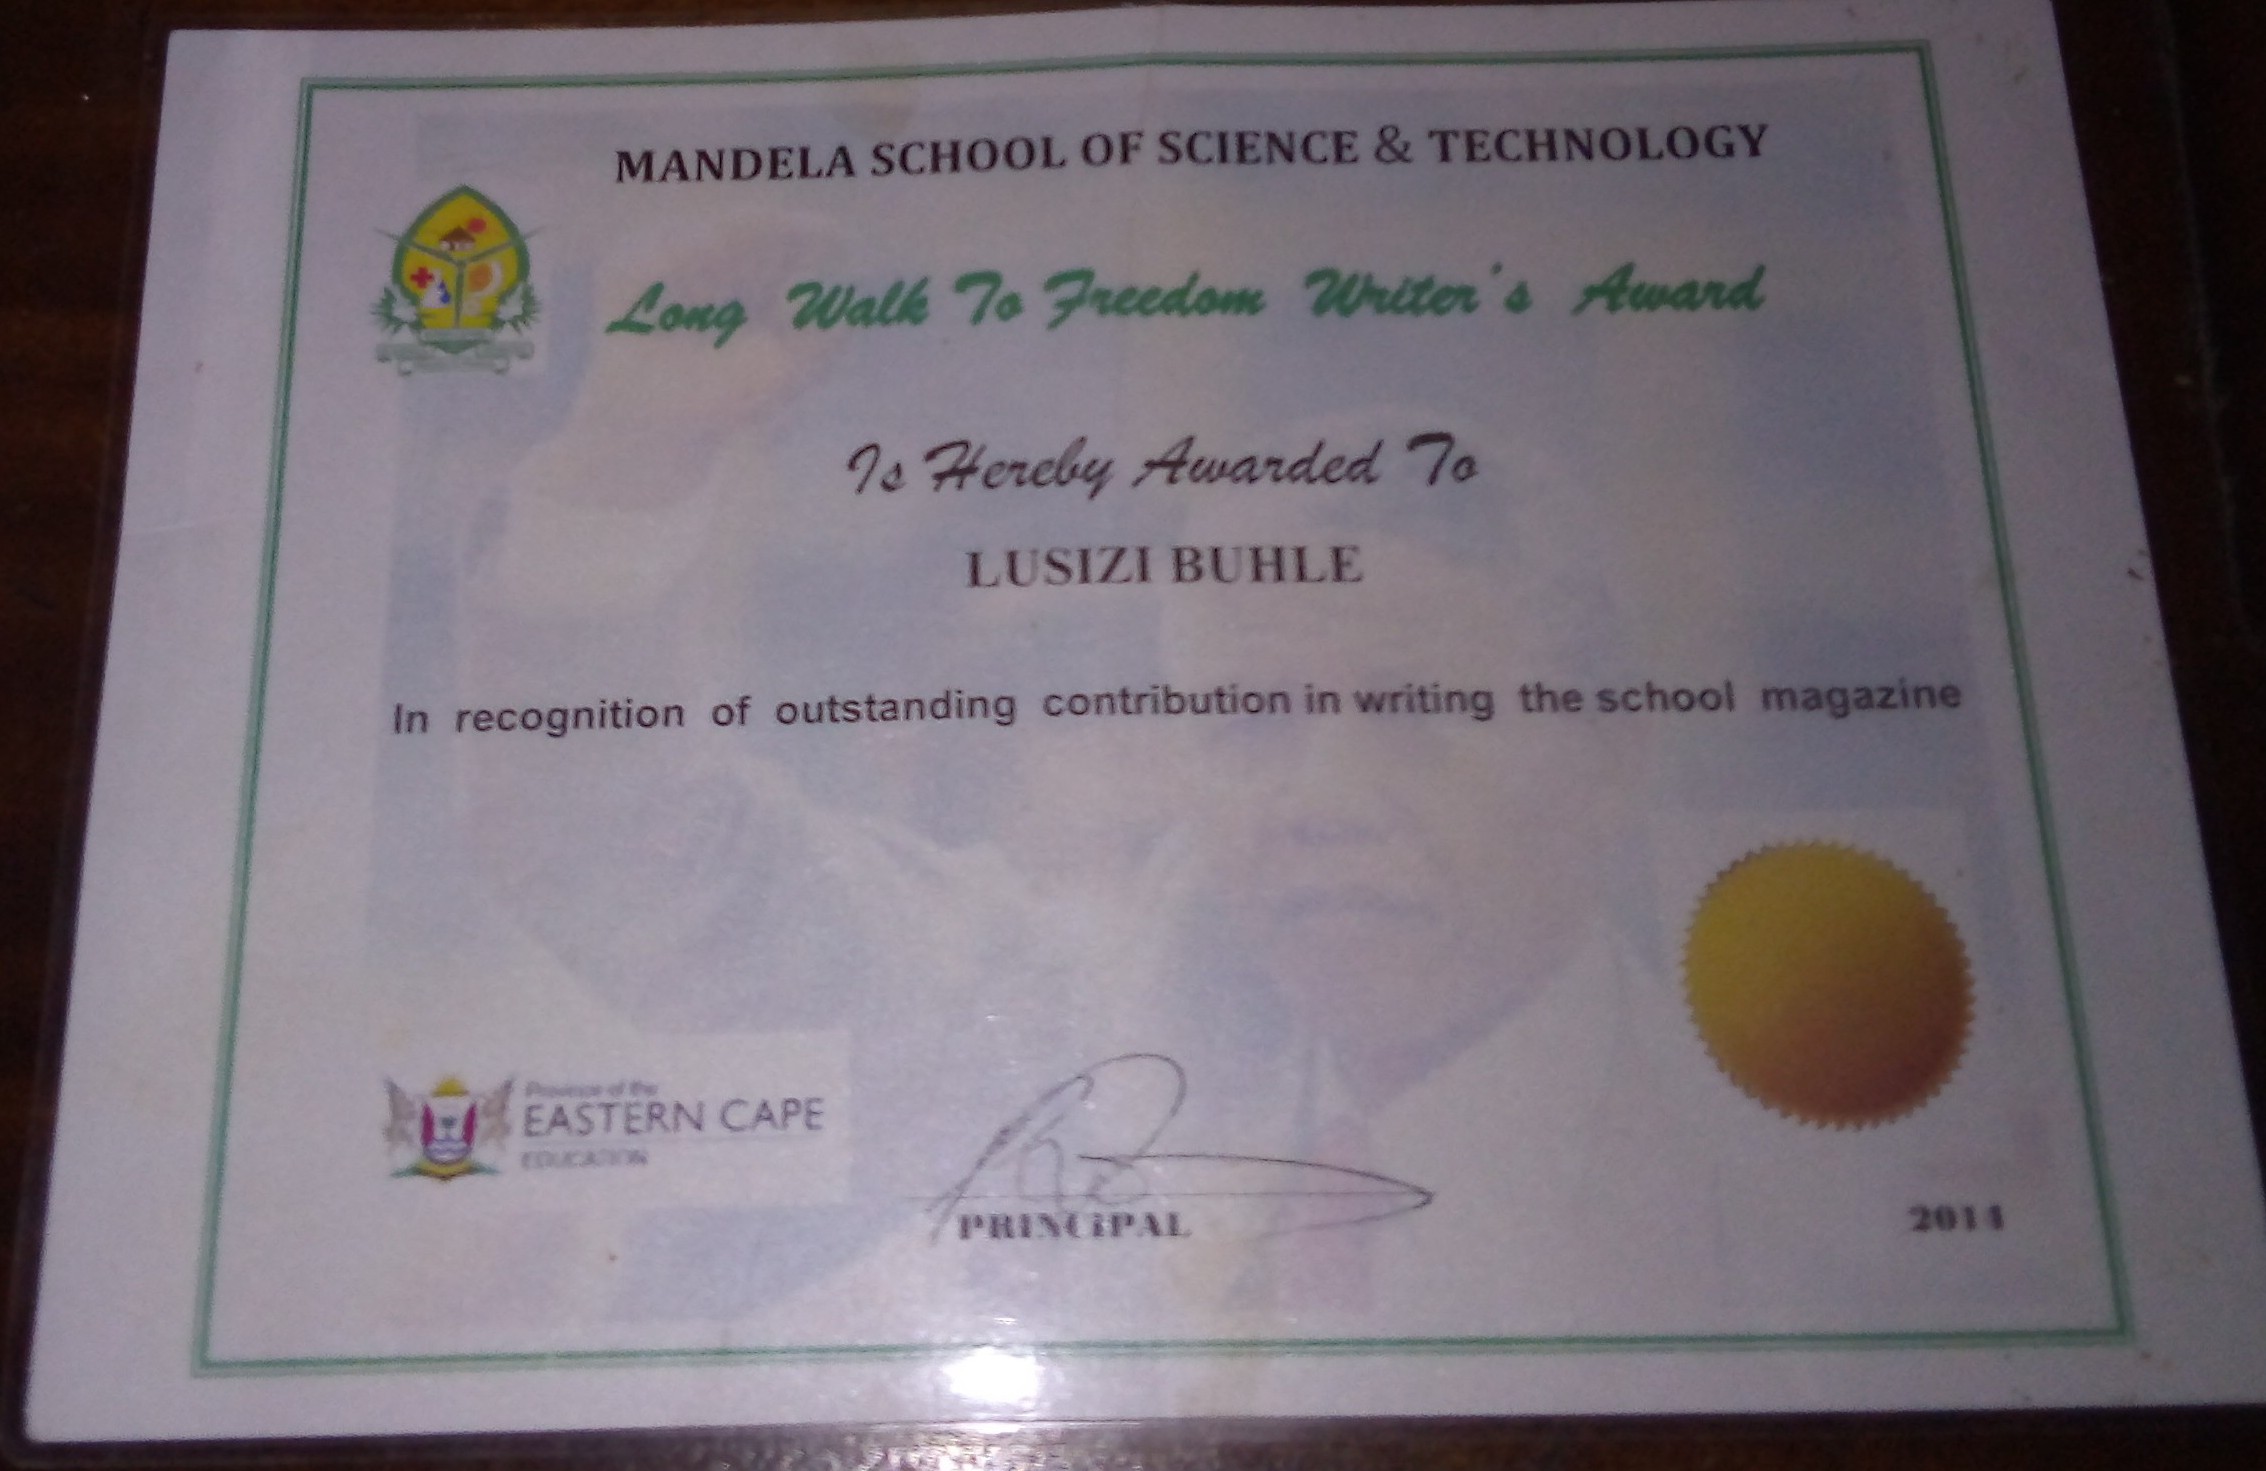 MANDELA SCHOOL OF SCIENCE & TECHNOLOGY
Long Walk To Freedom Writer's Award
Is Hereby Awarded To
LUSIZI BUHLE
In recognition of outstanding contribution in writing the school magazine
Province of the
EASTERN CAPE
EDUCATION
PRINCiPAL
2014